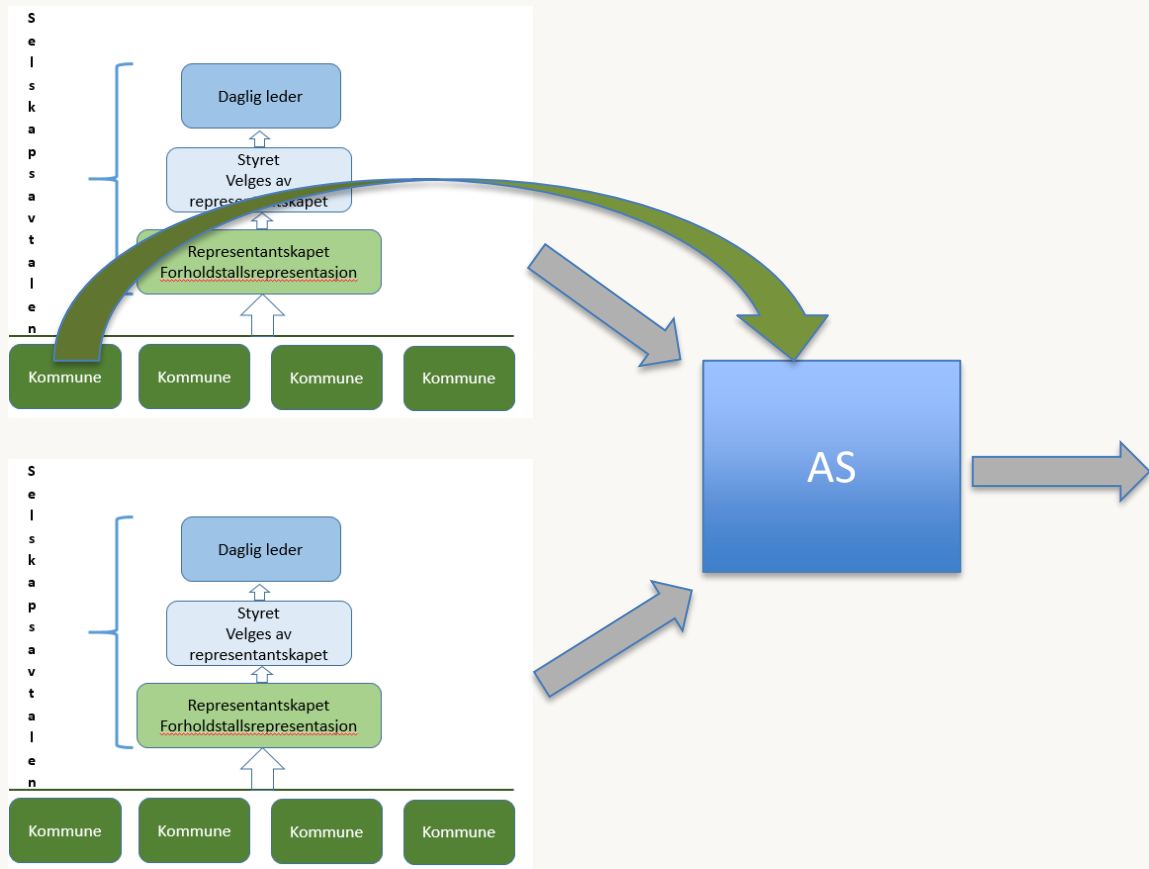 Selskapsavtalen
Daglig leder
Styret
Velges av
representantskapet
Representantskapet
Forholdstallsrepresentasjon
Kommune
Kommune
Kommune
Kommune
AS
Selskapsavtalen
Daglig leder
Styret
Velges av
representantskapet
Representantskapet
Forholdstallsrepresentasjon
Kommune
Kommune
Kommune
Kommune